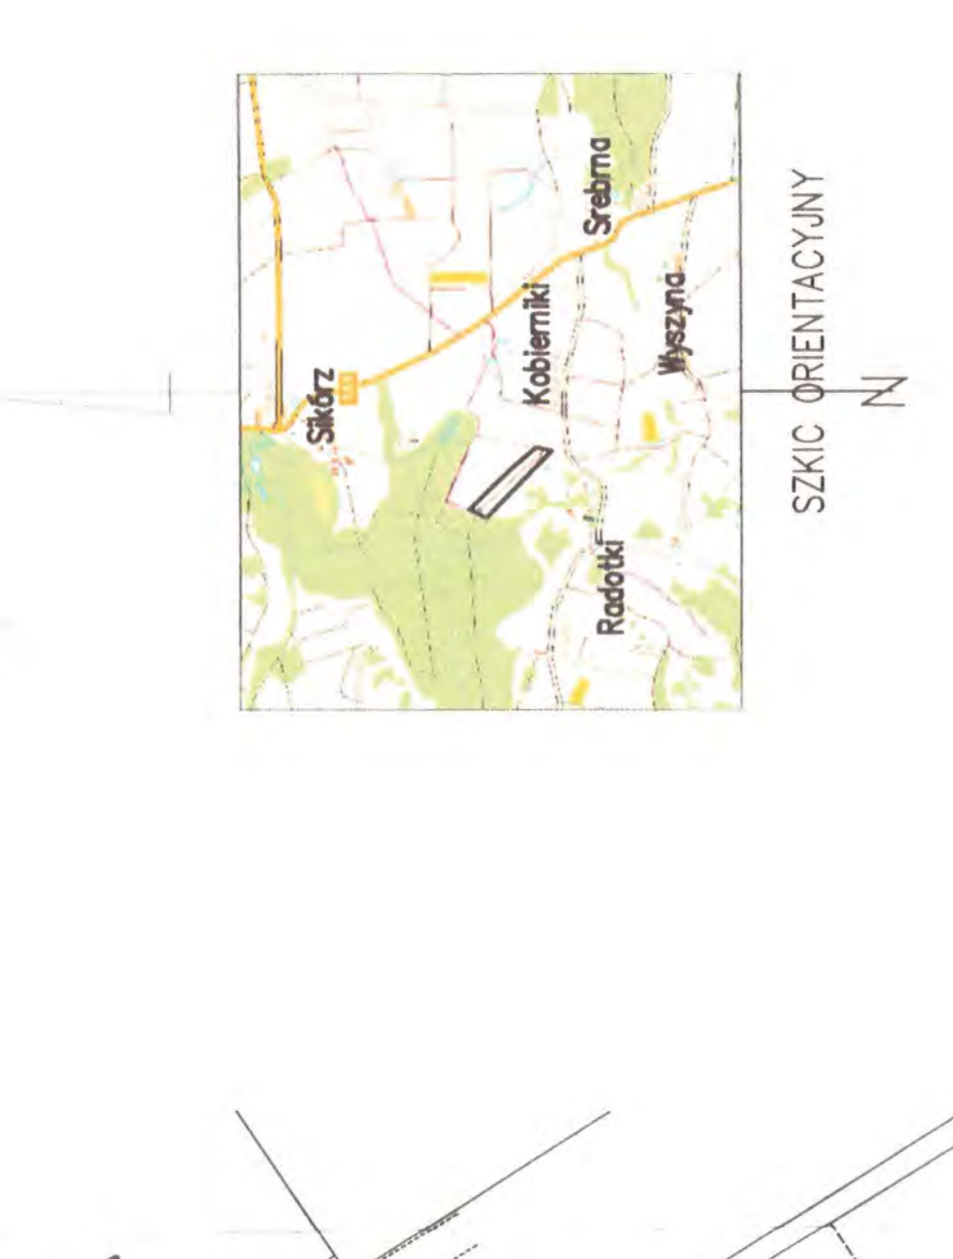 Sikórz
Kobierniki
Srebrna
Wyszyna
Radotki
SZKIC ORIENTACYJNY
N